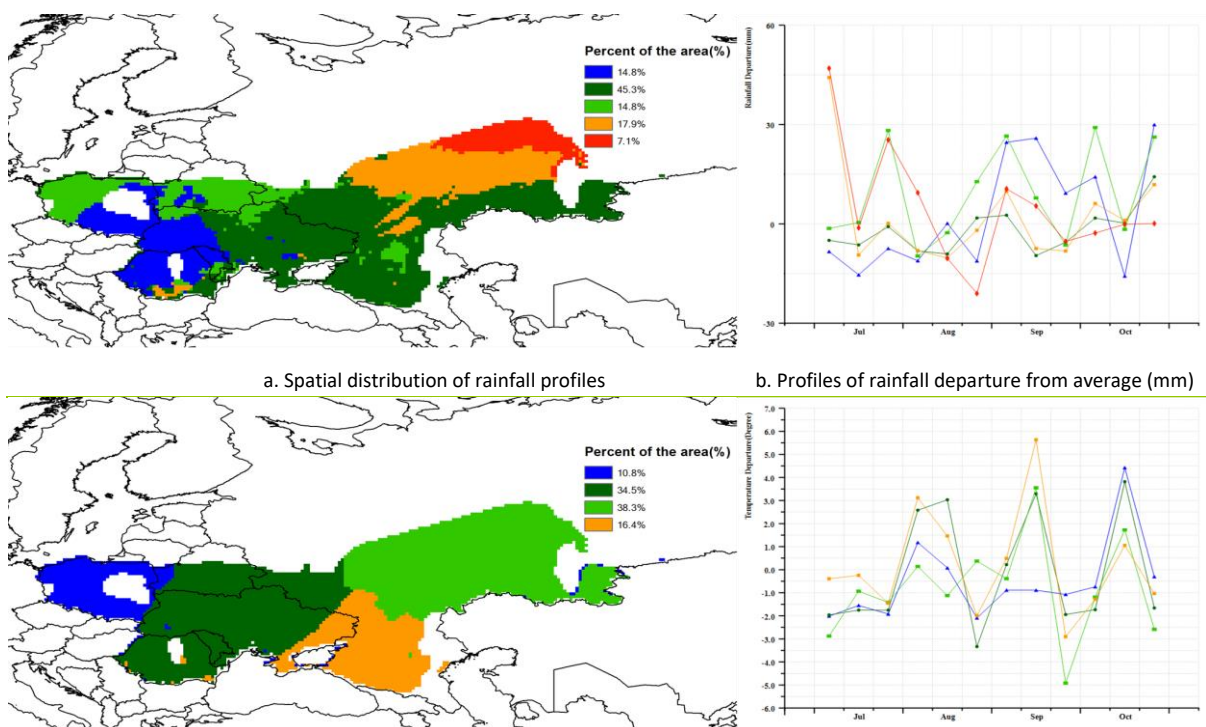 Percent of the area(%)
14.8%
45.3%
14.8%
17.9%
7.1%
Rainfall Departure(mm)
60
30
0
-30
Jul
Aug
Sep
Oct
a. Spatial distribution of rainfall profiles
b. Profiles of rainfall departure from average (mm)
Percent of the area(%)
10.8%
34.5%
38.3%
16.4%
Temperature Departure(Degree)
7.0
6.0
5.0
4.0
3.0
2.0
1.0
0.0
-1.0
-2.0
-3.0
-4.0
-5.0
-6.0
Jul
Aug
Sep
Oct